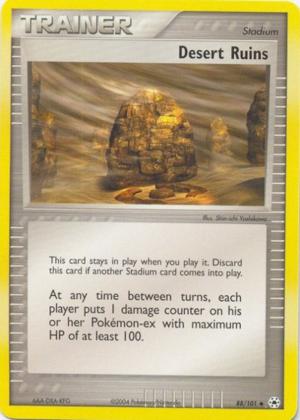 TRAINER
Stadium
Desert Ruins
Illus. Shin-ichi Yoshikawa
This card stays in play when you play it. Discard
this card if another Stadium card comes into play.
At any time between turns, each
player puts 1 damage counter on his
or her Pokémon-ex with maximum
HP of at least 100.
©2004 Pokémon/Nintendo
88/101